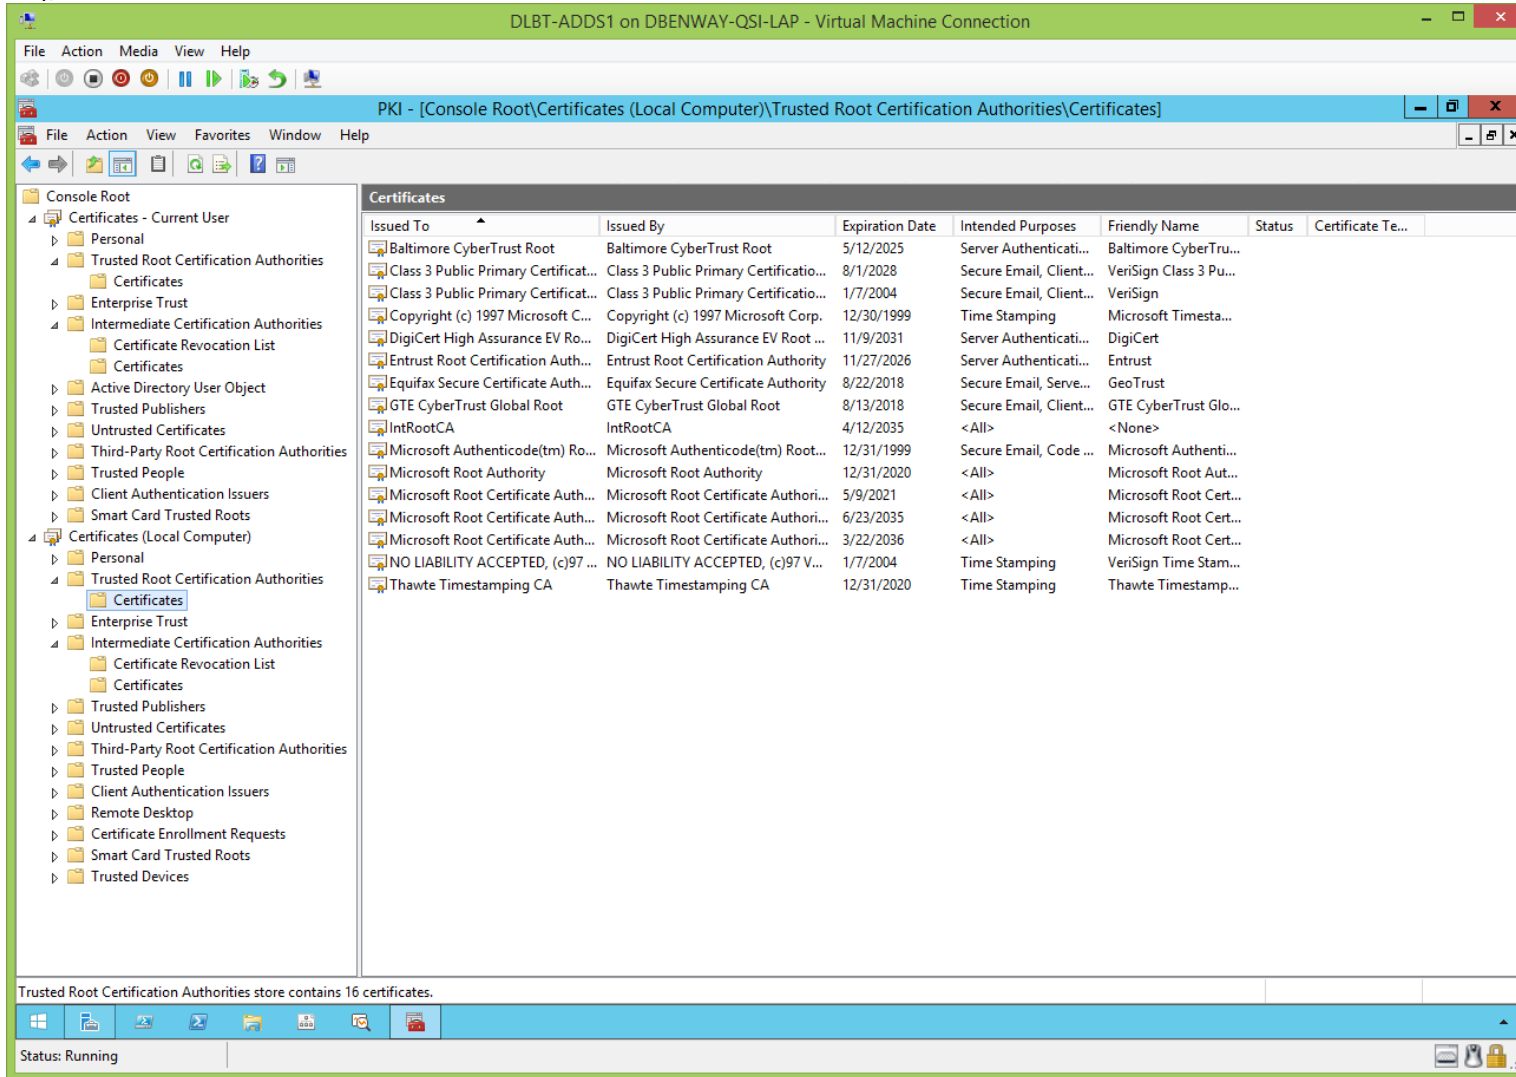 DLBT-ADDS1 on DBENWAY-QSI-LAP - Virtual Machine Connection
File Action Media View Help
PKI - [Console Root\Certificates (Local Computer)\Trusted Root Certification Authorities\Certificates]
File Action View Favorites Window Help
Console Root
Certificates - Current User
Personal
Trusted Root Certification Authorities
Certificates
Enterprise Trust
Intermediate Certification Authorities
Certificate Revocation List
Certificates
Active Directory User Object
Trusted Publishers
Untrusted Certificates
Third-Party Root Certification Authorities
Trusted People
Client Authentication Issuers
Smart Card Trusted Roots
Certificates (Local Computer)
Personal
Trusted Root Certification Authorities
Certificates
Enterprise Trust
Intermediate Certification Authorities
Certificate Revocation List
Certificates
Trusted Publishers
Untrusted Certificates
Third-Party Root Certification Authorities
Trusted People
Client Authentication Issuers
Remote Desktop
Certificate Enrollment Requests
Smart Card Trusted Roots
Trusted Devices
Certificates
Issued To Issued By Expiration Date Intended Purposes Friendly Name Status Certificate Te...
Baltimore CyberTrust Root Baltimore CyberTrust Root 5/12/2025 Server Authenticati... Baltimore CyberTru...
Class 3 Public Primary Certificat... Class 3 Public Primary Certificatio... 8/1/2028 Secure Email, Client... VeriSign Class 3 Pu...
Class 3 Public Primary Certificat... Class 3 Public Primary Certificatio... 1/7/2004 Secure Email, Client... VeriSign
Copyright (c) 1997 Microsoft C... Copyright (c) 1997 Microsoft Corp. 12/30/1999 Time Stamping Microsoft Timesta...
DigiCert High Assurance EV Ro... DigiCert High Assurance EV Root ... 11/9/2031 Server Authenticati... DigiCert
Entrust Root Certification Auth... Entrust Root Certification Authority 11/27/2026 Server Authenticati... Entrust
Equifax Secure Certificate Auth... Equifax Secure Certificate Authority 8/22/2018 Secure Email, Serve... GeoTrust
GTE CyberTrust Global Root GTE CyberTrust Global Root 8/13/2018 Secure Email, Client... GTE CyberTrust Glo...
IntRootCA IntRootCA 4/12/2035 <All> <None>
Microsoft Authenticode(tm) Ro... Microsoft Authenticode(tm) Root... 12/31/1999 Secure Email, Code ... Microsoft Authenti...
Microsoft Root Authority Microsoft Root Authority 12/31/2020 <All> Microsoft Root Aut...
Microsoft Root Certificate Auth... Microsoft Root Certificate Authori... 5/9/2021 <All> Microsoft Root Cert...
Microsoft Root Certificate Auth... Microsoft Root Certificate Authori... 6/23/2035 <All> Microsoft Root Cert...
Microsoft Root Certificate Auth... Microsoft Root Certificate Authori... 3/22/2036 <All> Microsoft Root Cert...
NO LIABILITY ACCEPTED, (c)97 ... NO LIABILITY ACCEPTED, (c)97 V... 1/7/2004 Time Stamping VeriSign Time Stam...
Thawte Timestamping CA Thawte Timestamping CA 12/31/2020 Time Stamping Thawte Timestamp...
Trusted Root Certification Authorities store contains 16 certificates.
Status: Running